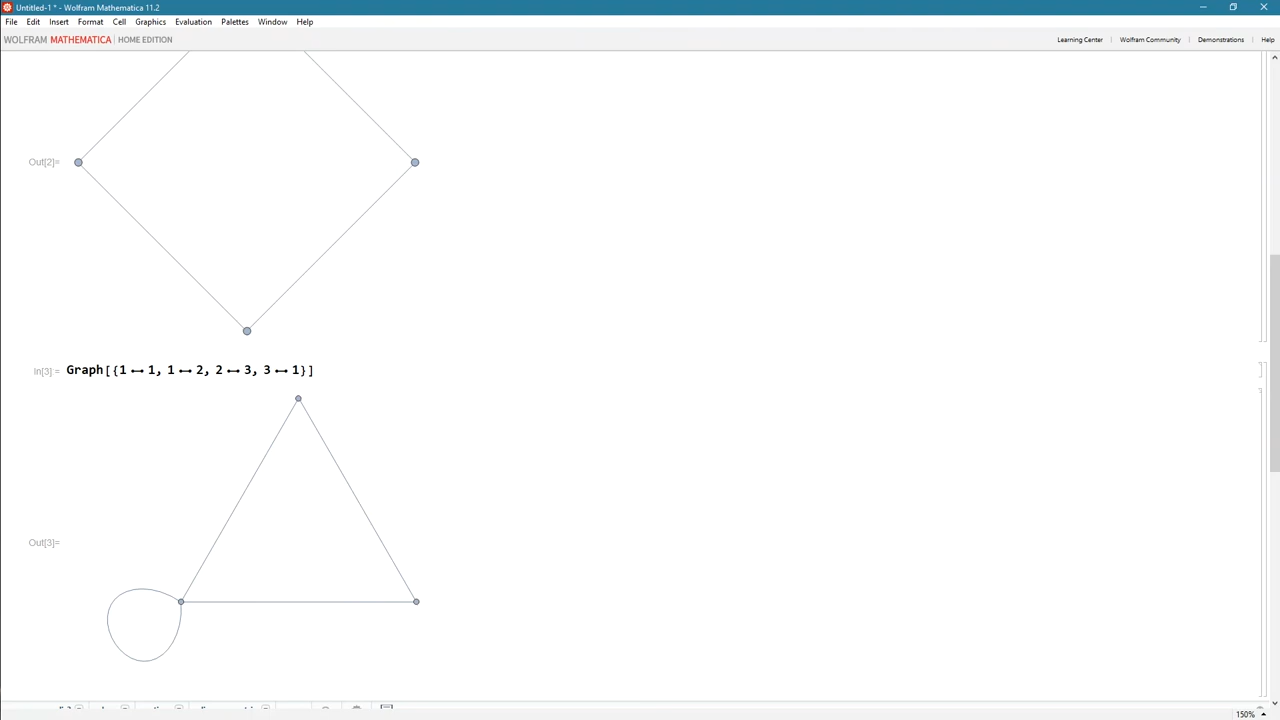 Untitled-1 * - Wolfram Mathematica 11.2
File Edit Insert Format Cell Graphics Evaluation Palettes Window Help
WOLFRAM MATHEMATICA | HOME EDITION Learning Center | Wolfram Community | Demonstrations | Help
Out[2]=
In[3]:= Graph[{1 ⟷ 1, 1 ⟷ 2, 2 ⟷ 3, 3 ⟷ 1}]
Out[3]=
150%